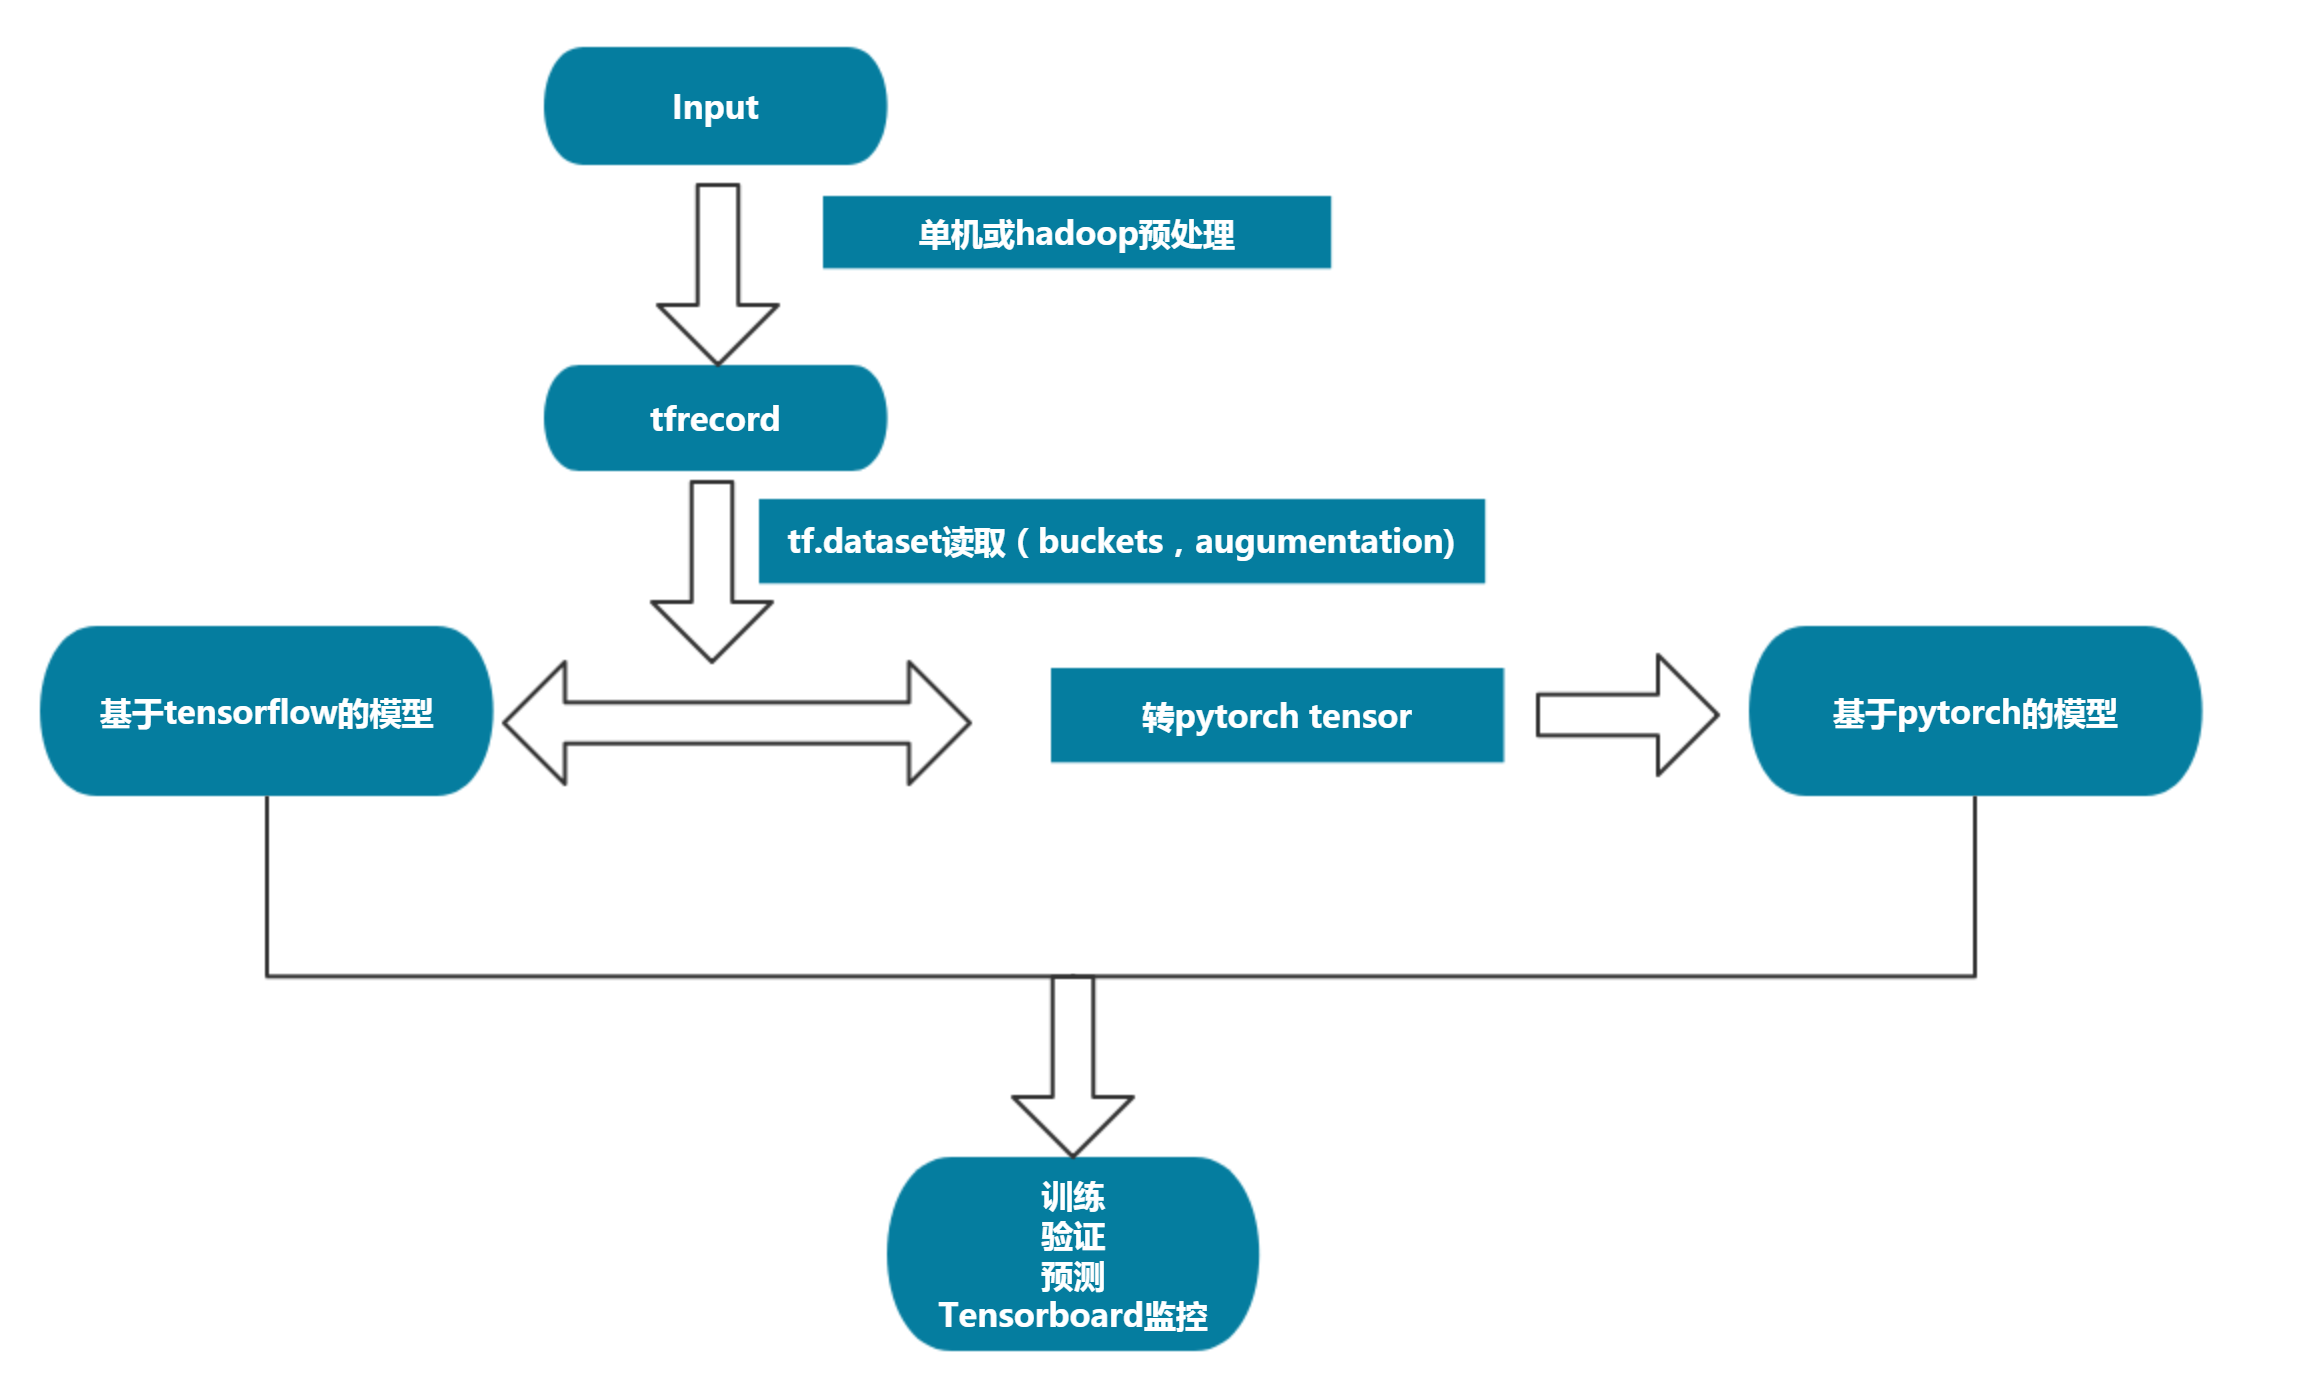 Input
单机或hadoop预处理
tfrecord
tf.dataset读取（buckets，augumentation)
基于tensorflow的模型
转pytorch tensor
基于pytorch的模型
训练
验证
预测
Tensorboard监控